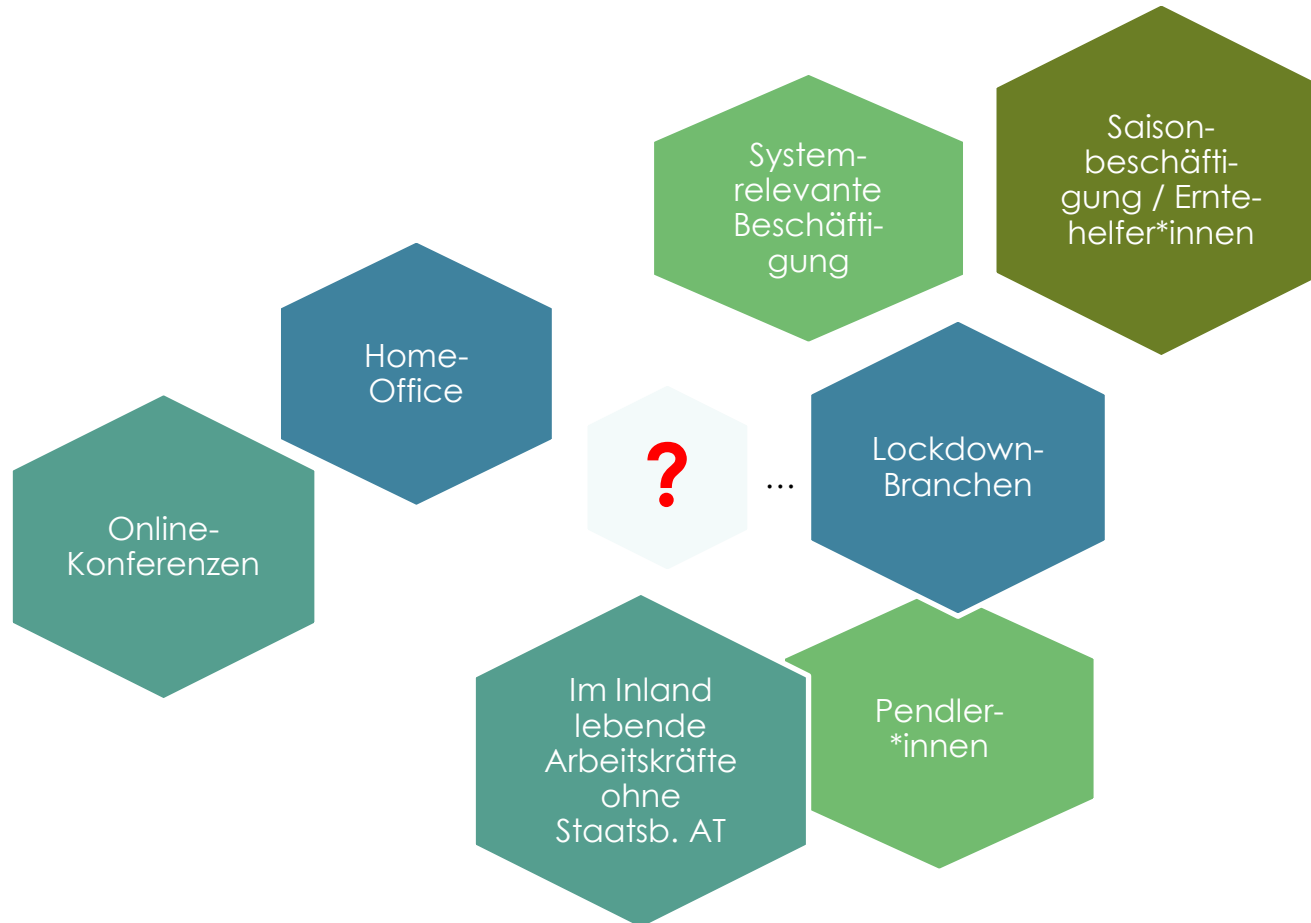 Saison-
beschäfti-
gung / Ernte-
helfer*innen
System-
relevante
Beschäfti-
gung
Home-
Office
?
...
Lockdown-
Branchen
Online-
Konferenzen
Im Inland
lebende
Arbeitskräfte
ohne
Staatsb. AT
Pendler-
*innen